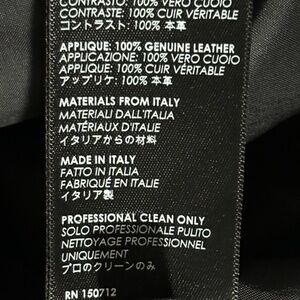 CONTRASTO: 100% VERO CUOIO
CONTRASTE: 100% CUIR VÉRITABLE
コントラスト: 100% 本革
APPLIQUE: 100% GENUINE LEATHER
APPLICAZIONE: 100% VERO CUOIO
APPLIQUE: 100% CUIR VÉRITABLE
アップリケ: 100% 本革
MATERIALS FROM ITALY
MATERIALI DALL'ITALIA
MATÉRIAUX D'ITALIE
イタリアからの材料
MADE IN ITALY
FATTO IN ITALIA
FABRIQUÉ EN ITALIE
イタリア製
PROFESSIONAL CLEAN ONLY
SOLO PROFESSIONALE PULITO
NETTOYAGE PROFESSIONNEL
UNIQUEMENT
プロのクリーンのみ
RN 150712